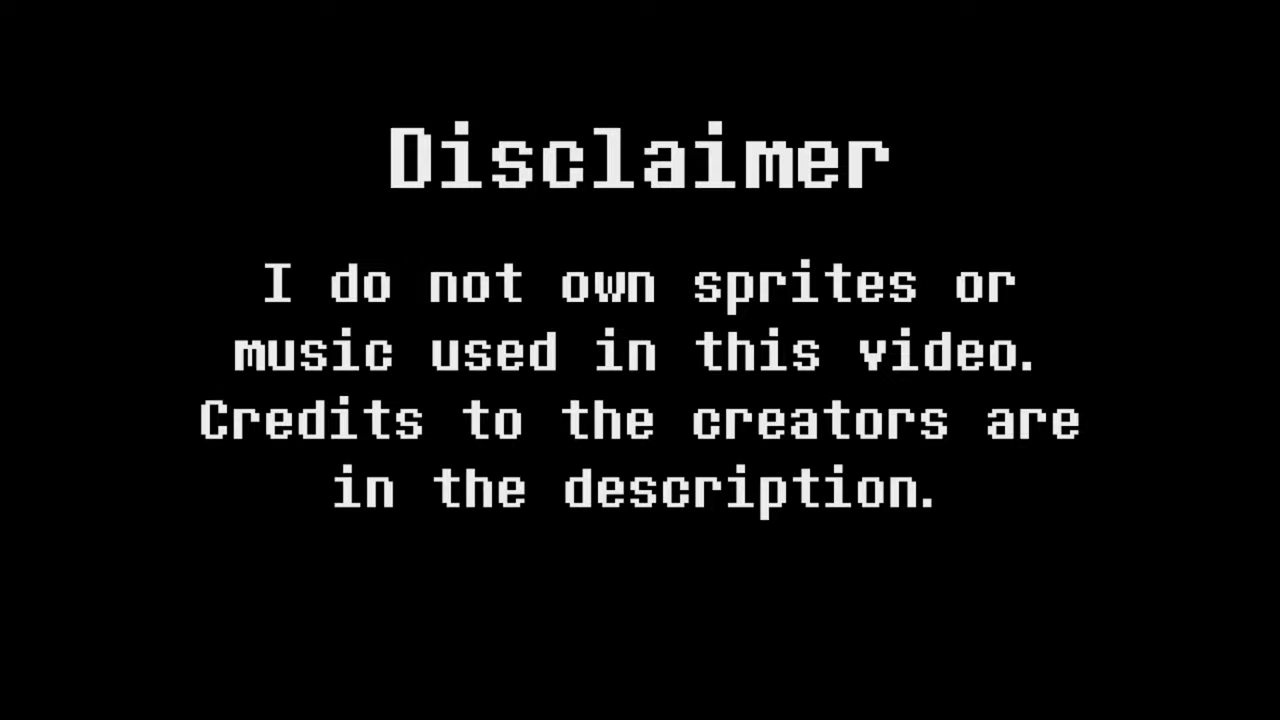 Disclaimer
I do not own sprites or
music used in this video.
Credits to the creators are
in the description.